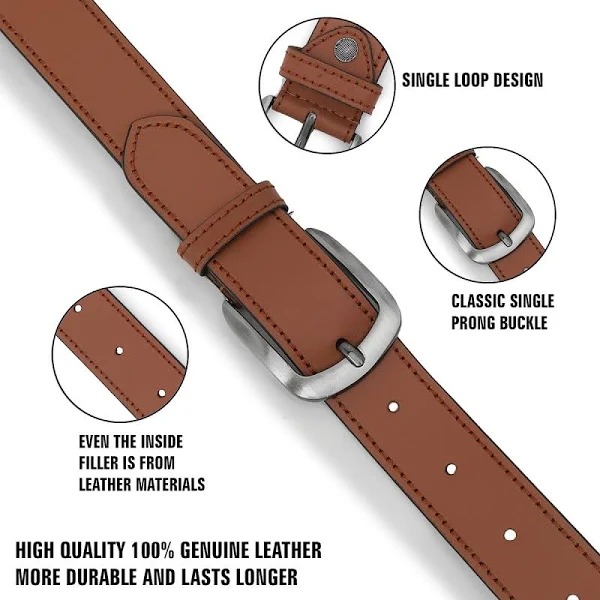 SINGLE LOOP DESIGN
CLASSIC SINGLE
PRONG BUCKLE
EVEN THE INSIDE
FILLER IS FROM
LEATHER MATERIALS
HIGH QUALITY 100% GENUINE LEATHER
MORE DURABLE AND LASTS LONGER